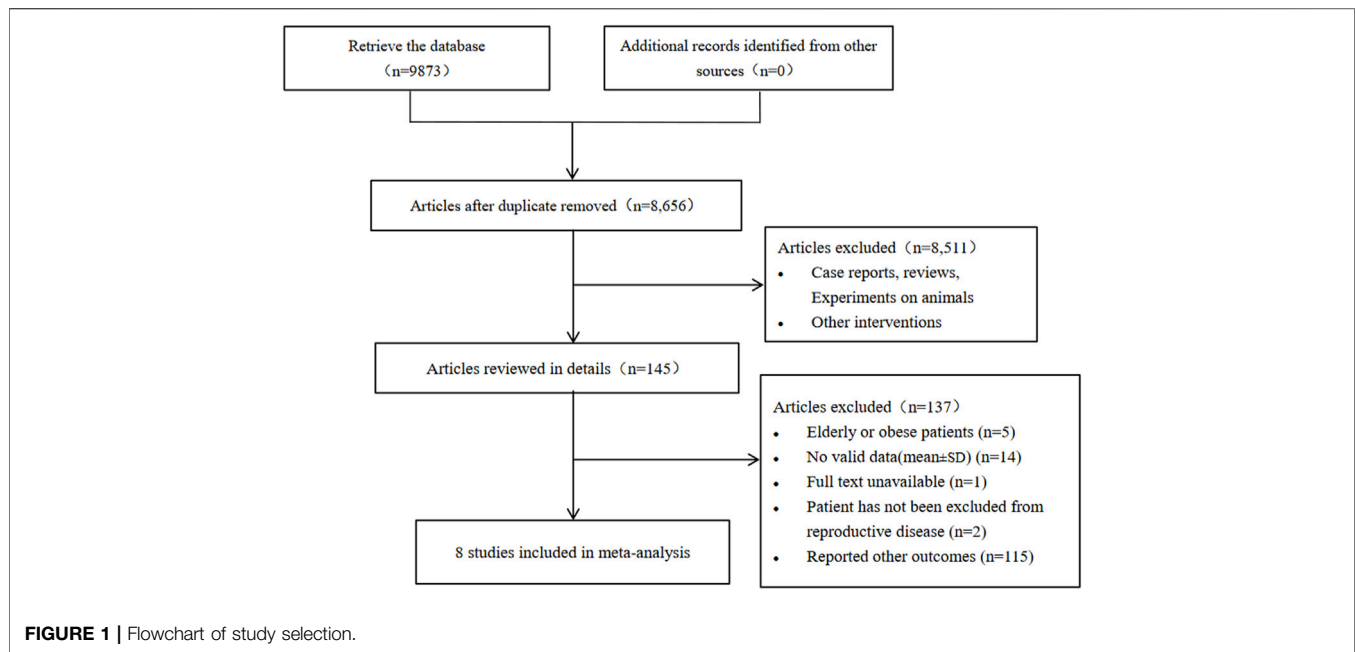 Retrieve the database
（n=9873）
Additional records identified from other
sources（n=0）
Articles after duplicate removed（n=8,656）
Articles excluded（n=8,511）
• Case reports, reviews,
Experiments on animals
• Other interventions
Articles reviewed in details（n=145）
Articles excluded（n=137）
• Elderly or obese patients (n=5)
• No valid data(mean±SD) (n=14)
• Full text unavailable (n=1)
• Patient has not been excluded from
reproductive disease (n=2)
• Reported other outcomes (n=115)
8 studies included in meta-analysis
FIGURE 1 | Flowchart of study selection.